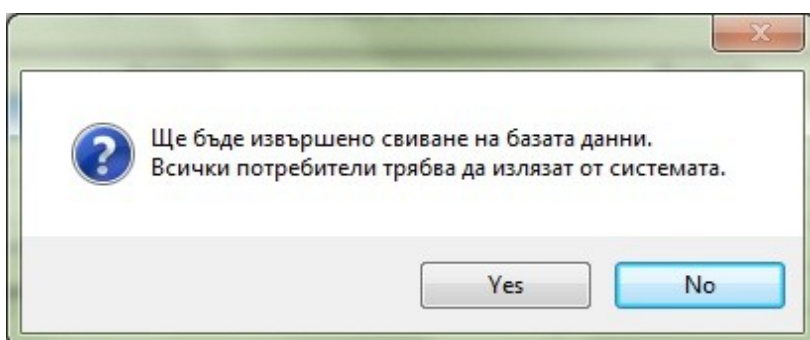 Ще бъде извършено свиване на базата данни.
Всички потребители трябва да излязат от системата.
Yes No